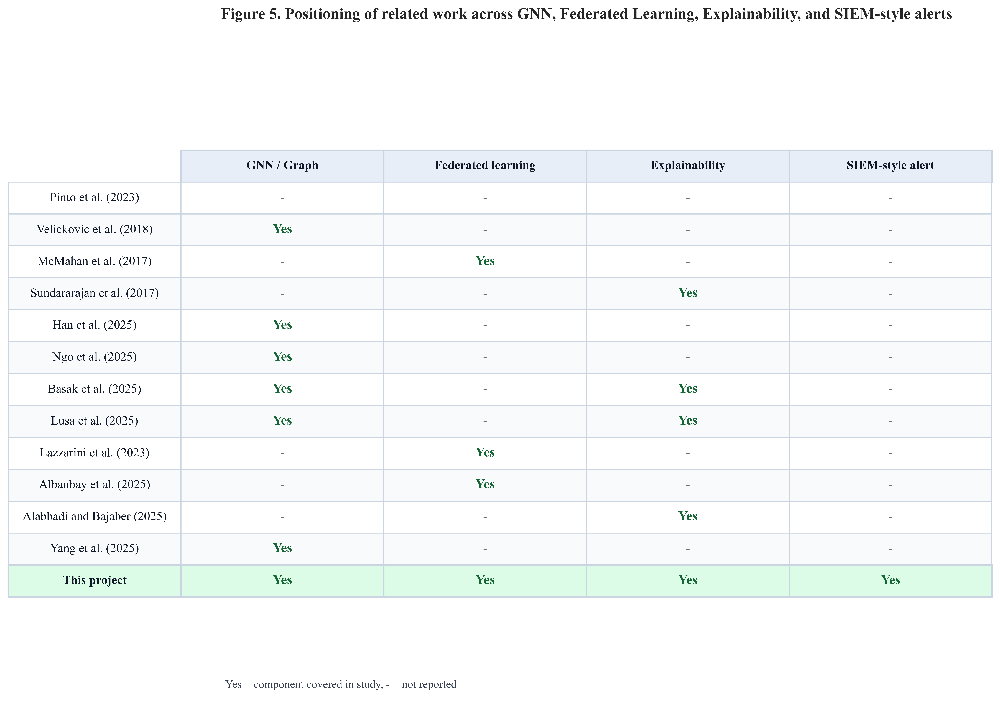 Figure 5. Positioning of related work across GNN, Federated Learning, Explainability, and SIEM-style alerts
GNN / Graph Federated learning Explainability SIEM-style alert
Pinto et al. (2023) - - - -
Velickovic et al. (2018) Yes - - -
McMahan et al. (2017) - Yes - -
Sundararajan et al. (2017) - - Yes -
Han et al. (2025) Yes - - -
Ngo et al. (2025) Yes - - -
Basak et al. (2025) Yes - Yes -
Lusa et al. (2025) Yes - Yes -
Lazzarini et al. (2023) - Yes - -
Albanbay et al. (2025) - Yes - -
Alabbadi and Bajaber (2025) - - Yes -
Yang et al. (2025) Yes - - -
This project Yes Yes Yes Yes
Yes = component covered in study, - = not reported